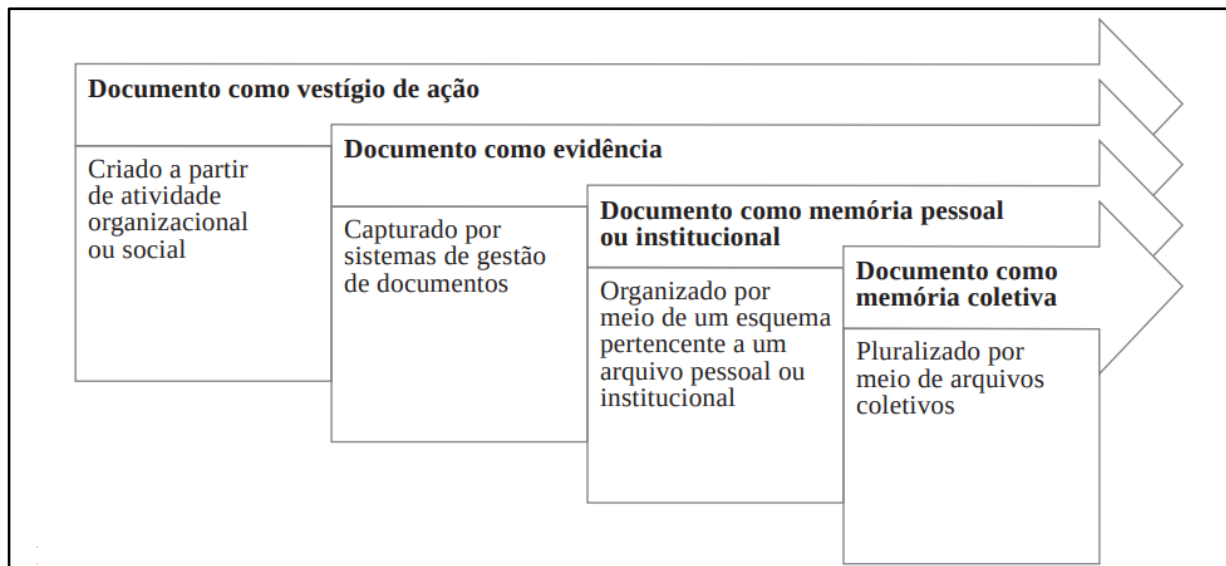 Documento como vestígio de ação
Criado a partir
de atividade
organizacional
ou social
Documento como evidência
Capturado por
sistemas de gestão
de documentos
Documento como memória pessoal
ou institucional
Organizado por
meio de um esquema
pertencente a um
arquivo pessoal ou
institucional
Documento como
memória coletiva
Pluralizado por
meio de arquivos
coletivos